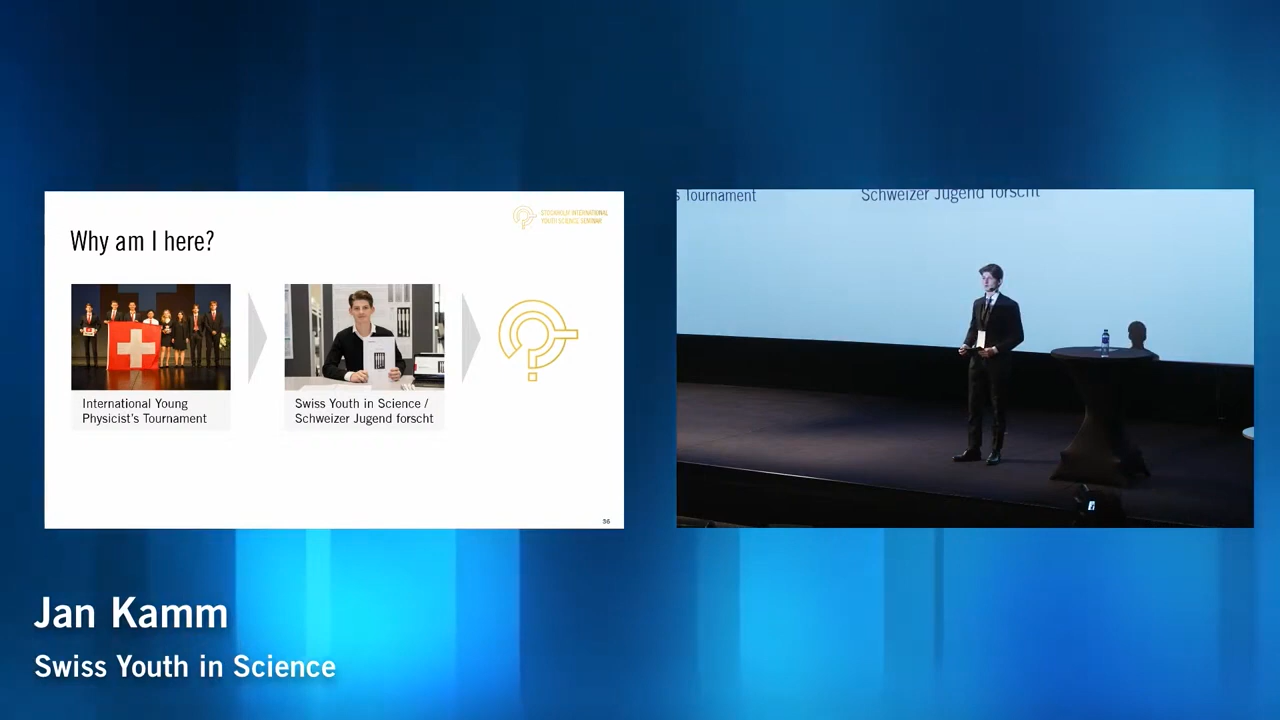 Why am I here?
STOCKHOLM INTERNATIONAL
YOUTH SCIENCE SEMINAR
International Young
Physicist's Tournament
Swiss Youth in Science /
Schweizer Jugend forscht
56
s Tournament
Schweizer Jugend forscht
Jan Kamm
Swiss Youth in Science